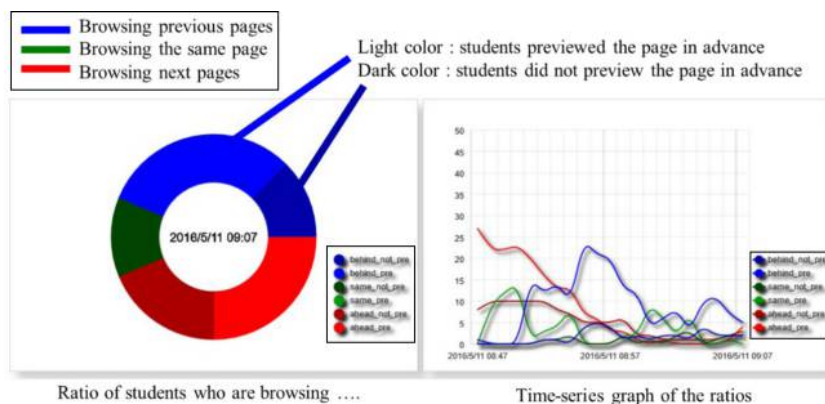 Browsing previous pages
Browsing the same page
Browsing next pages
Light color : students previewed the page in advance
Dark color : students did not preview the page in advance
2016/5/11 09:07
behind_not_pre
behind_pre
same_not_pre
same_pre
ahead_not_pre
ahead_pre
50
45
40
35
30
25
20
15
10
5
0
2016/5/11 08:47
2016/5/11 08:57
2016/5/11 09:07
behind_not_pre
behind_pre
same_not_pre
same_pre
ahead_not_pre
ahead_pre
Ratio of students who are browsing ….
Time-series graph of the ratios